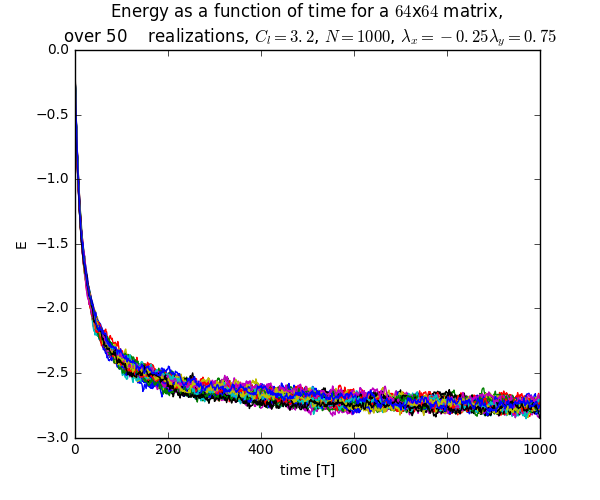 Energy as a function of time for a 64x64 matrix,
over 50    realizations, C_l = 3.2, N = 1000, λ_x = −0.25λ_y = 0.75
0.0
−0.5
−1.0
−1.5
−2.0
−2.5
−3.0
E
0 200 400 600 800 1000
time [T]